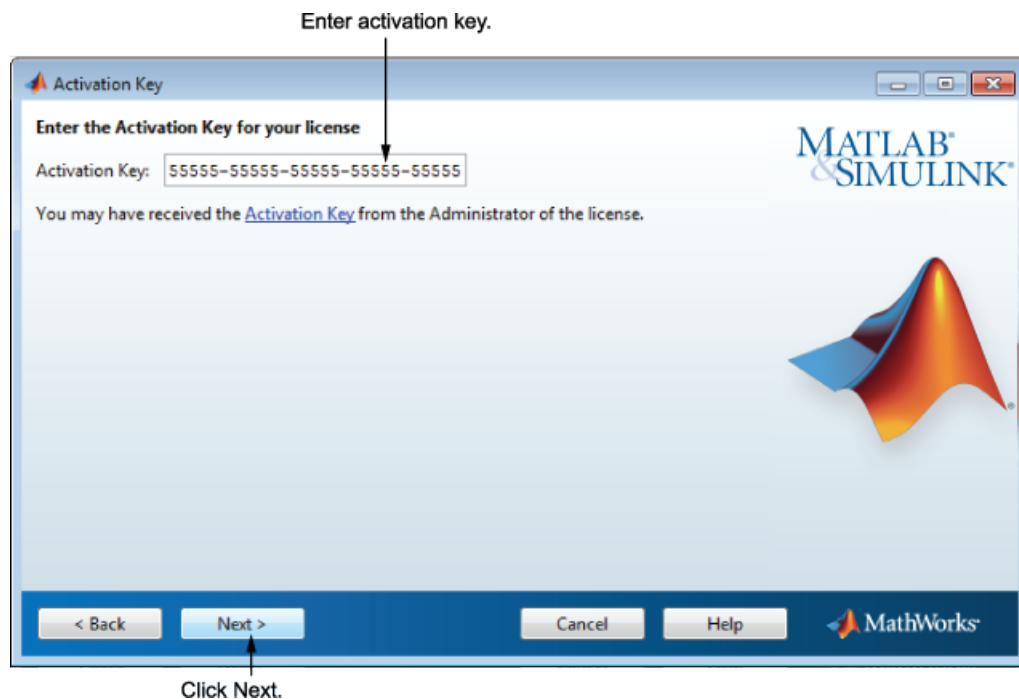 Enter activation key.
Activation Key
Enter the Activation Key for your license
MATLAB®
&SIMULINK®
Activation Key: 55555-55555-55555-55555-55555
You may have received the Activation Key from the Administrator of the license.
®
< Back Next > Cancel Help MathWorks®
Click Next.